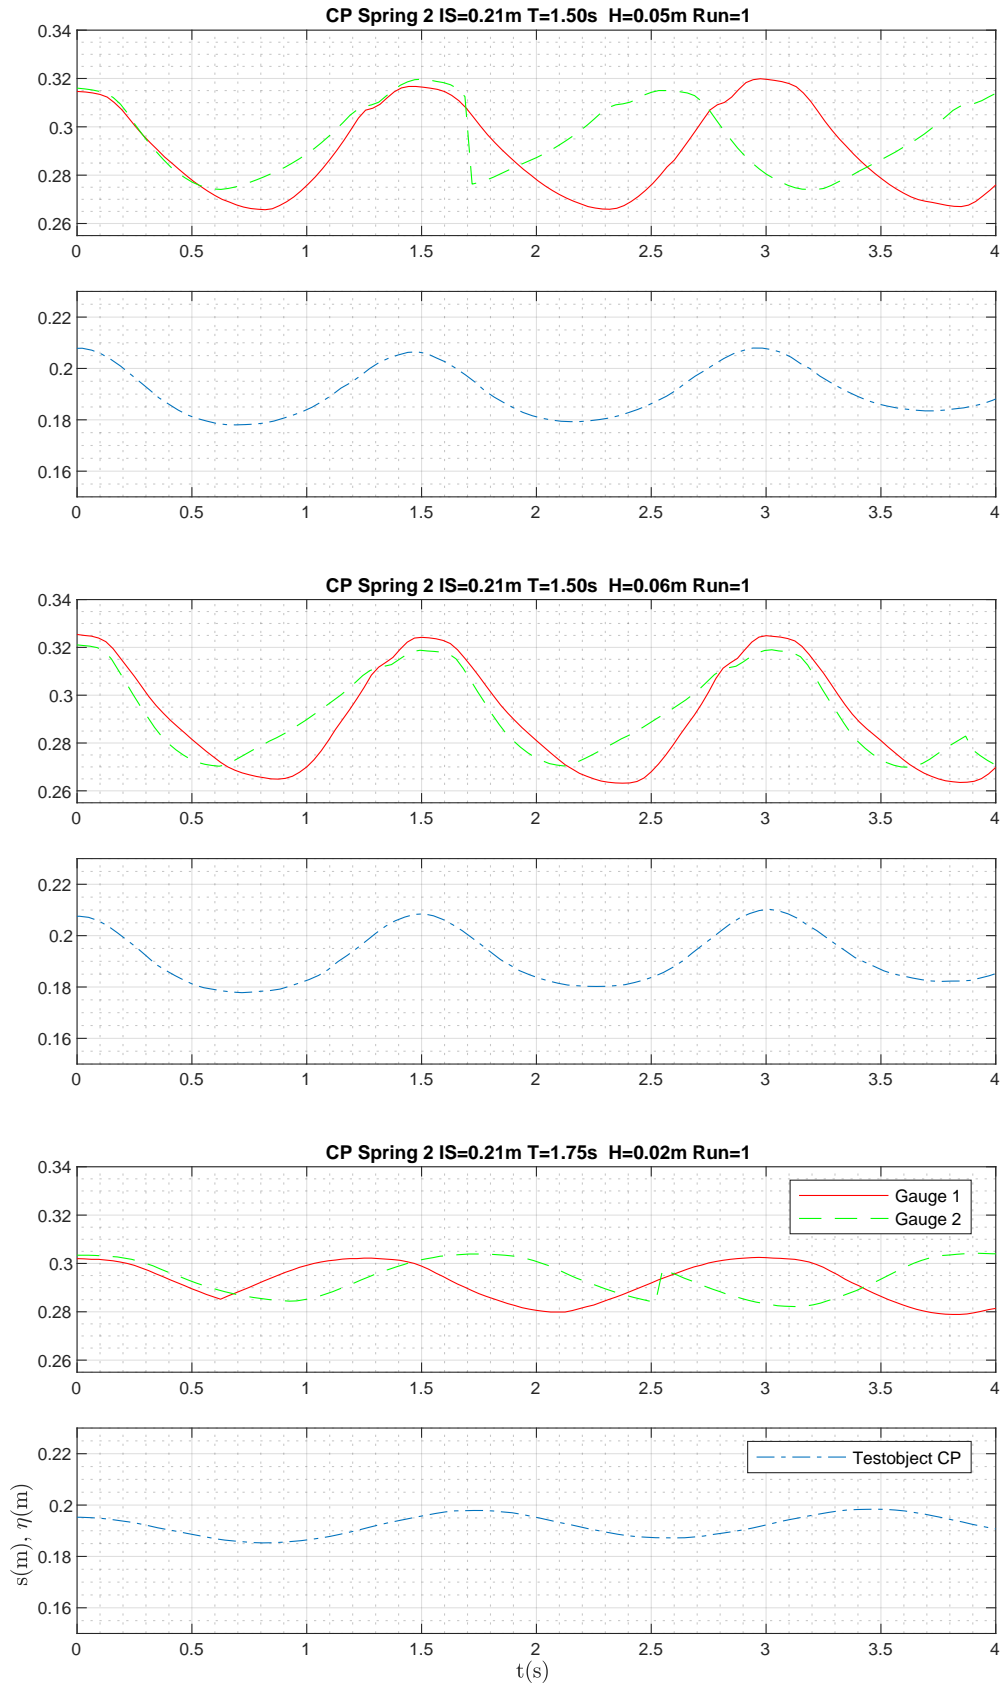 CP Spring 2 IS=0.21m T=1.50s H=0.05m Run=1
0.34
0.32
0.3
0.28
0.26
0 0.5 1 1.5 2 2.5 3 3.5 4
0.22
0.2
0.18
0.16
0 0.5 1 1.5 2 2.5 3 3.5 4
CP Spring 2 IS=0.21m T=1.50s H=0.06m Run=1
0.34
0.32
0.3
0.28
0.26
0 0.5 1 1.5 2 2.5 3 3.5 4
0.22
0.2
0.18
0.16
0 0.5 1 1.5 2 2.5 3 3.5 4
CP Spring 2 IS=0.21m T=1.75s H=0.02m Run=1
0.34
Gauge 1
Gauge 2
0.32
0.3
0.28
0.26
0 0.5 1 1.5 2 2.5 3 3.5 4
Testobject CP
0.22
0.2
0.18
0.16
s(m), η(m)
0 0.5 1 1.5 2 2.5 3 3.5 4
t(s)